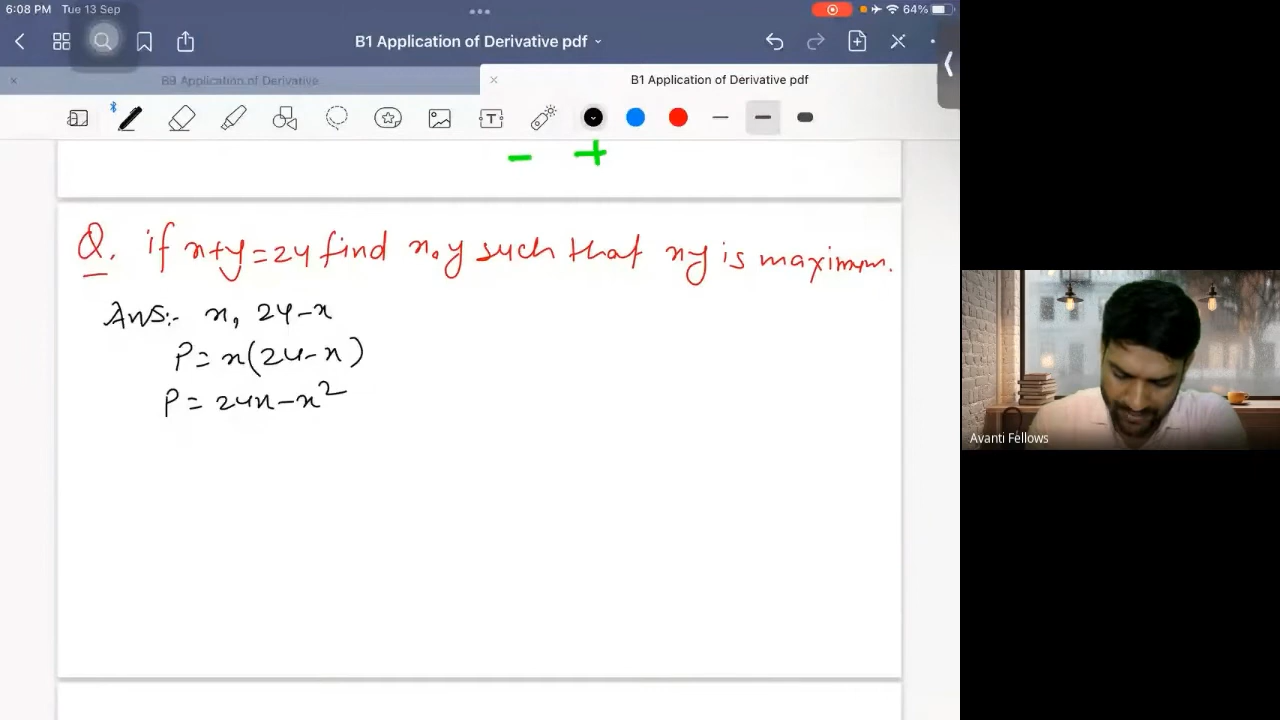 6:08 PM Tue 13 Sep
64%
B1 Application of Derivative pdf
B9 Application of Derivative
B1 Application of Derivative pdf
- +
Q. if x+y=24 find x,y such that xy is maximum.
Ans:- x, 24-x
P = x(24-x)
P = 24x-x²
Avanti Fellows